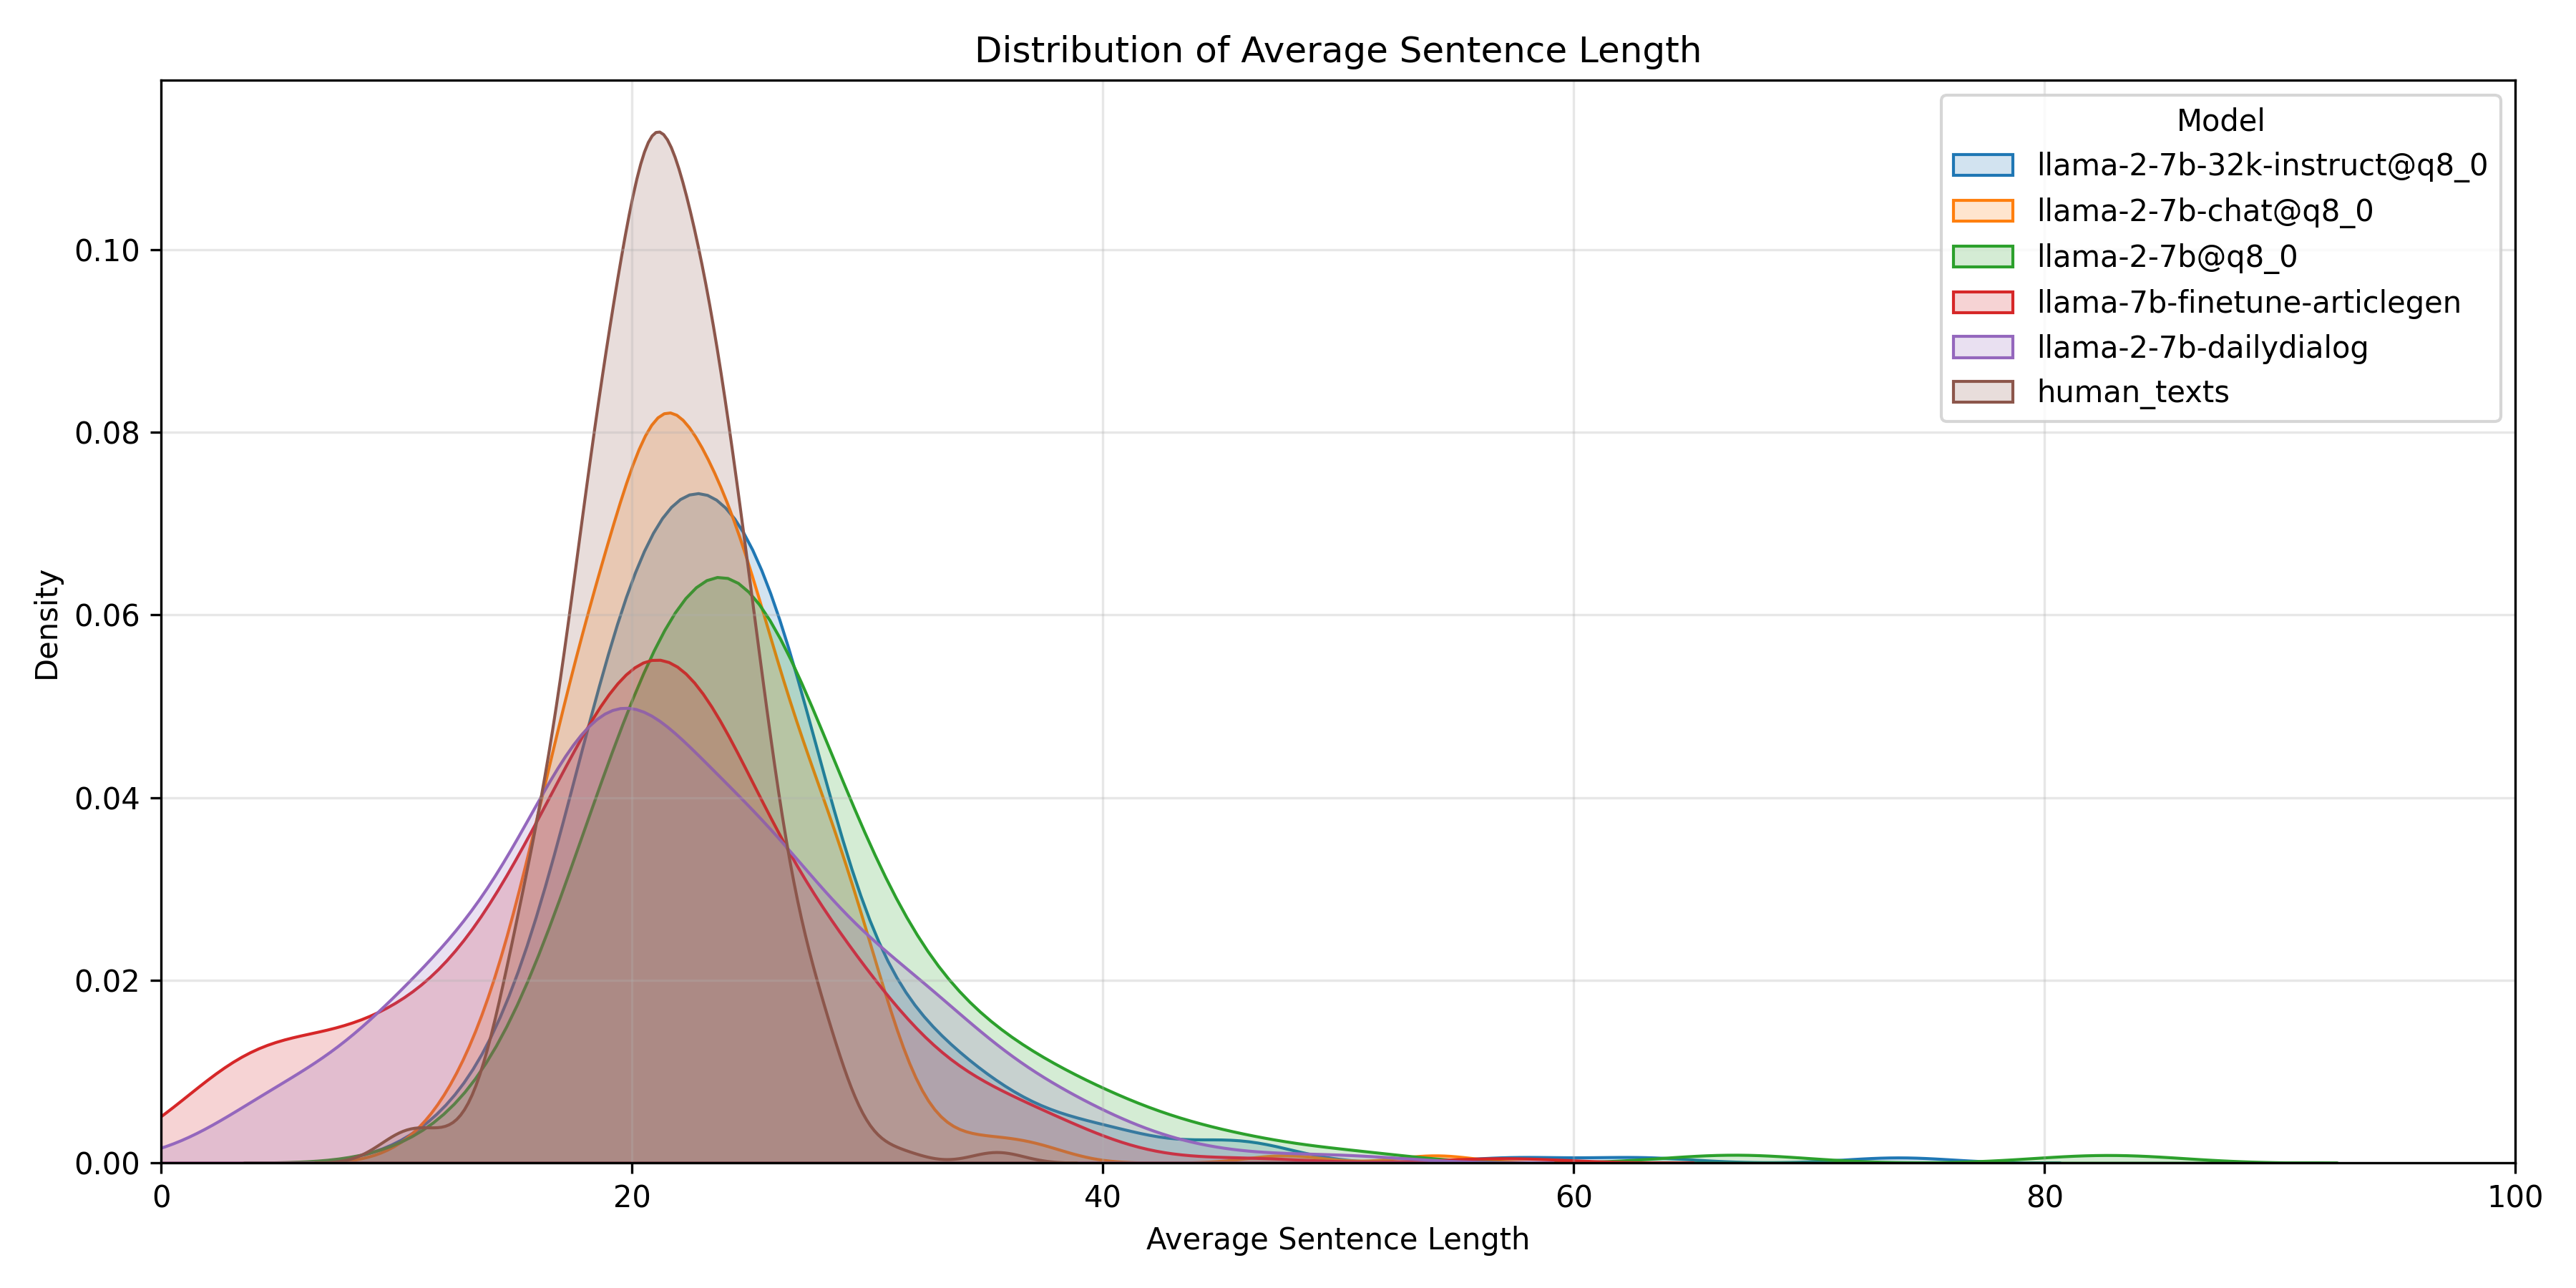 Distribution of Average Sentence Length
Model
llama-2-7b-32k-instruct@q8_0
llama-2-7b-chat@q8_0
llama-2-7b@q8_0
llama-7b-finetune-articlegen
llama-2-7b-dailydialog
human_texts
Density
0.10
0.08
0.06
0.04
0.02
0.00
0 20 40 60 80 100
Average Sentence Length